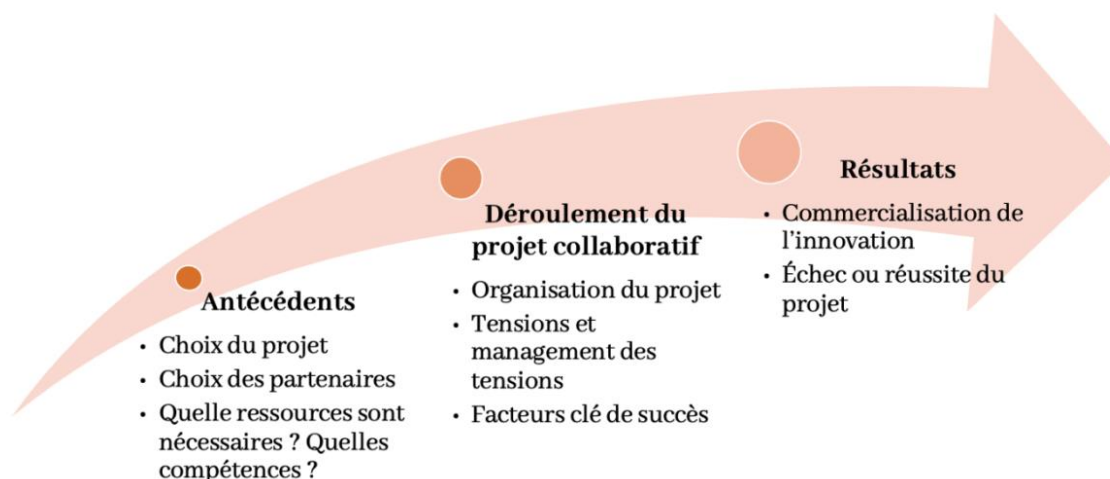 Antécédents
• Choix du projet
• Choix des partenaires
• Quelle ressources sont
nécessaires ? Quelles
compétences ?
Déroulement du
projet collaboratif
• Organisation du projet
• Tensions et
management des
tensions
• Facteurs clé de succès
Résultats
• Commercialisation de
l’innovation
• Échec ou réussite du
projet